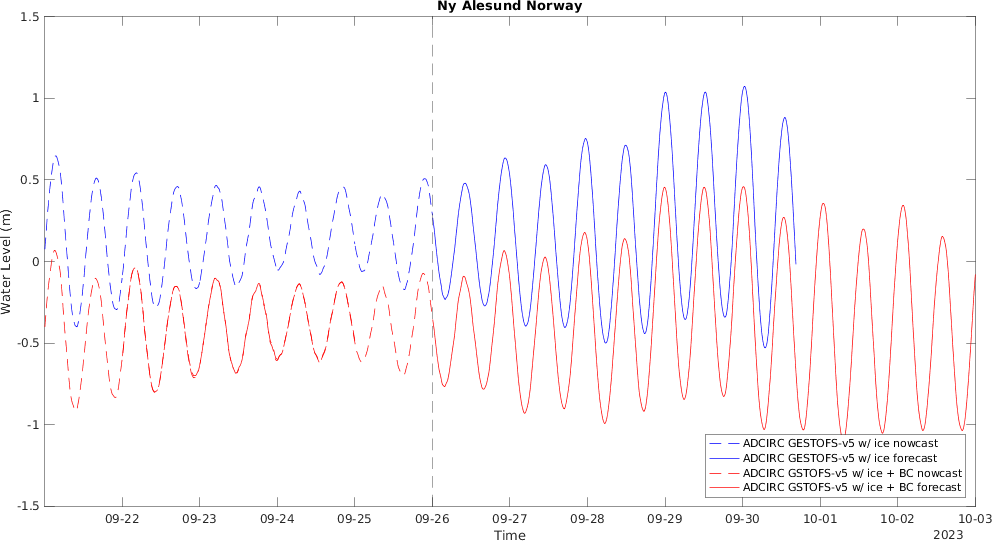 Ny Alesund Norway
1.5
1
0.5
0
-0.5
-1
-1.5
Water Level (m)
ADCIRC GESTOFS-v5 w/ ice nowcast
ADCIRC GESTOFS-v5 w/ ice forecast
ADCIRC GSTOFS-v5 w/ ice + BC nowcast
ADCIRC GSTOFS-v5 w/ ice + BC forecast
09-22 09-23 09-24 09-25 09-26 09-27 09-28 09-29 09-30 10-01 10-02 10-03
Time
2023